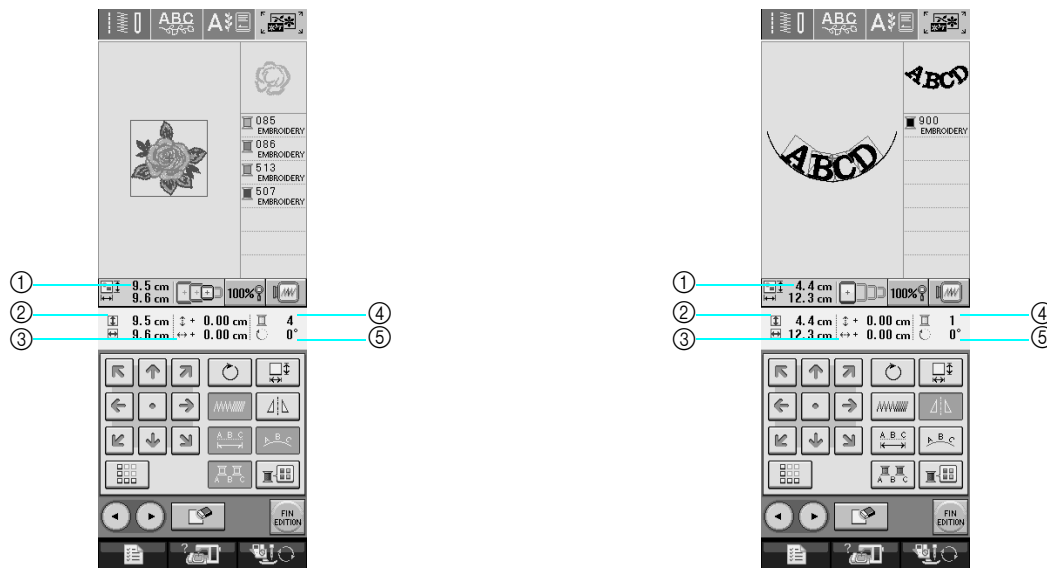 ABC A
085
EMBROIDERY
086
EMBROIDERY
513
EMBROIDERY
507
EMBROIDERY
① 9.5 cm
9.6 cm 100%
② 9.5 cm + 0.00 cm 4 ④
③ 9.6 cm + 0.00 cm 0° ⑤
A B C A B C
A B C
FIN
EDITION
?
ABC A
ABCD
900
EMBROIDERY
ABCD
① 4.4 cm
12.3 cm 100%
② 4.4 cm + 0.00 cm 1 ④
③ 12.3 cm + 0.00 cm 0° ⑤
A B C A B C
A B C
FIN
EDITION
?